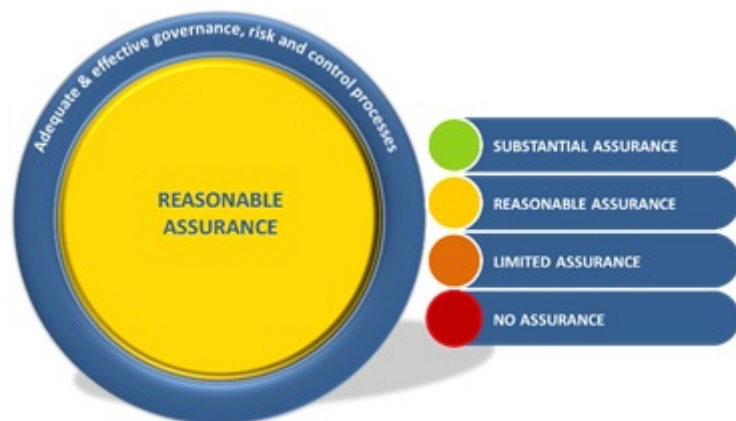 Adequate & effective governance, risk and control processes
REASONABLE
ASSURANCE
SUBSTANTIAL ASSURANCE
REASONABLE ASSURANCE
LIMITED ASSURANCE
NO ASSURANCE